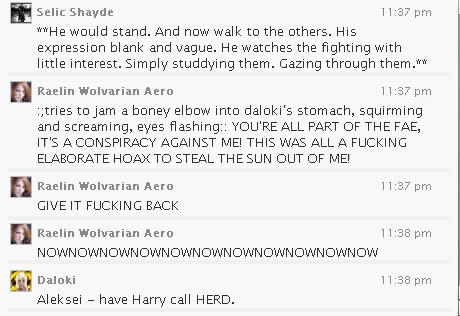 Selic Shayde 11:37 pm
**He would stand. And now walk to the others. His
expression blank and vague. He watches the fighting with
little interest. Simply studdying them. Gazing through them.**
Raelin Wolvarian Aero 11:37 pm
:;tries to jam a boney elbow into daloki's stomach, squirming
and screaming, eyes flashing:: YOU'RE ALL PART OF THE FAE,
IT'S A CONSPIRACY AGAINST ME! THIS WAS ALL A FUCKING
ELABORATE HOAX TO STEAL THE SUN OUT OF ME!
Raelin Wolvarian Aero 11:37 pm
GIVE IT FUCKING BACK
Raelin Wolvarian Aero 11:38 pm
NOWNOWNOWNOWNOWNOWNOWNOWNOWNOWNOW
Daloki 11:38 pm
Aleksei - have Harry call HERD.